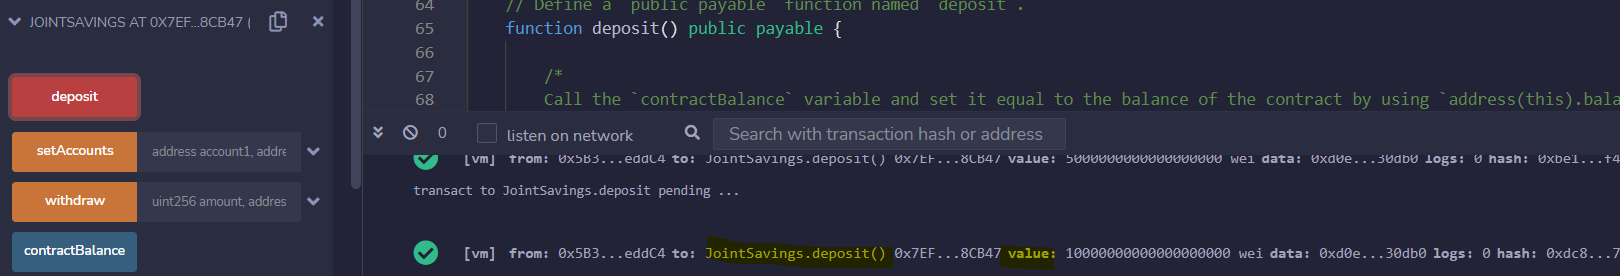 JOINTSAVINGS AT 0X7EF...8CB47 (
deposit
setAccounts
address account1, addre
withdraw
uint256 amount, addres
contractBalance
64 // Define a `public payable` function named `deposit`.
65 function deposit() public payable {
66
67 /*
68 Call the `contractBalance` variable and set it equal to the balance of the contract by using `address(this).bala
0 listen on network Search with transaction hash or address
[vm] from: 0x5B3...eddC4 to: JointSavings.deposit() 0x7EF...8CB47 value: 5000000000000000000 wei data: 0xd0e...30db0 logs: 0 hash: 0xbe1...f4
transact to JointSavings.deposit pending ...
[vm] from: 0x5B3...eddC4 to: JointSavings.deposit() 0x7EF...8CB47 value: 10000000000000000000 wei data: 0xd0e...30db0 logs: 0 hash: 0xdc8...7